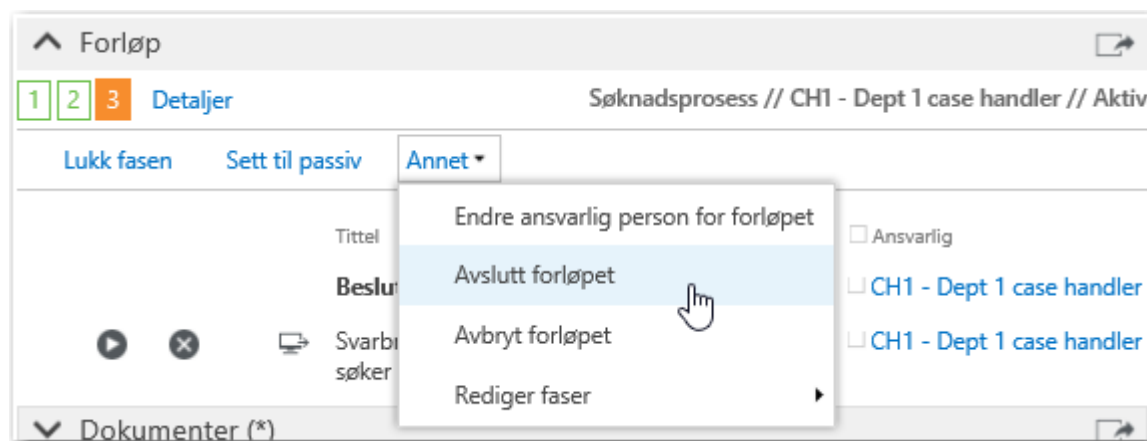 Forløp
1 2 3 Detaljer Søknadsprosess // CH1 - Dept 1 case handler // Aktiv
Lukk fasen Sett til passiv Annet
Endre ansvarlig person for forløpet
Tittel Ansvarlig
Avslutt forløpet
Beslu CH1 - Dept 1 case handler
Avbryt forløpet
Svarb CH1 - Dept 1 case handler
søker
Rediger faser
Dokumenter (*)